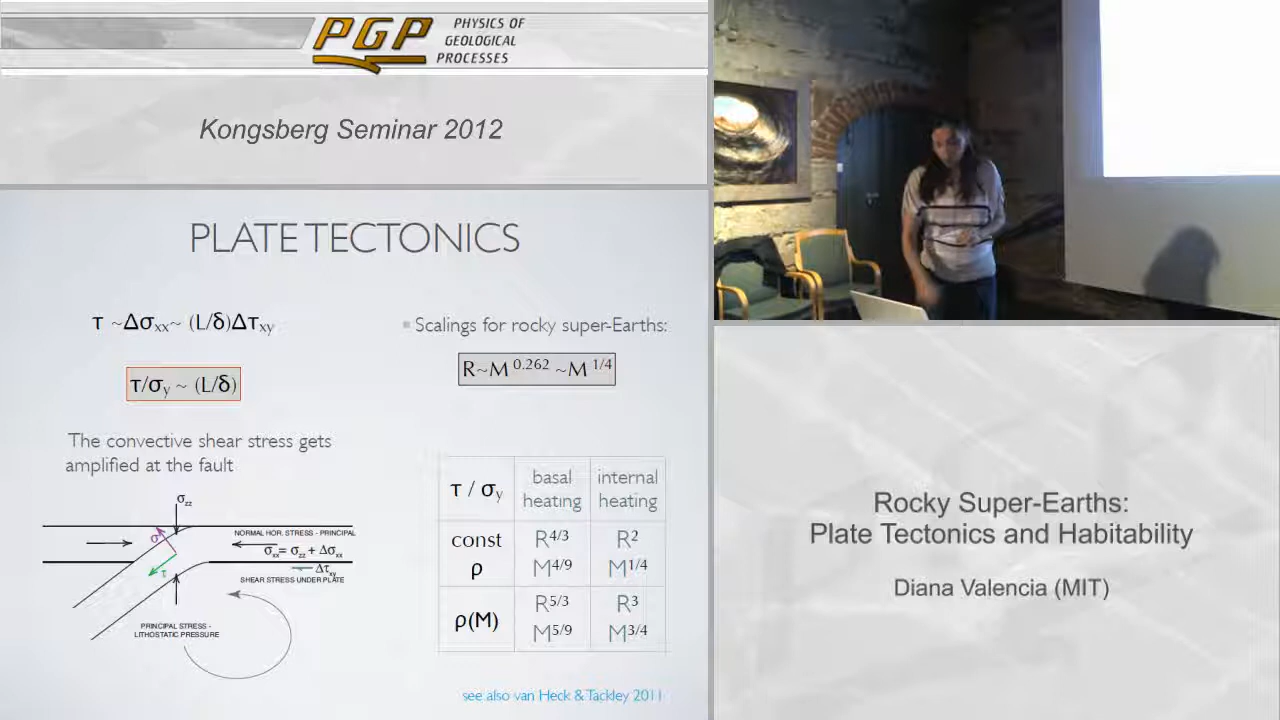 PGP
PHYSICS OF
GEOLOGICAL
PROCESSES
Kongsberg Seminar 2012
PLATE TECTONICS
τ ~Δσxx~ (L/δ)Δτxy
τ/σy ~ (L/δ)
The convective shear stress gets
amplified at the fault
σzz
NORMAL HOR. STRESS - PRINCIPAL
σ
σxx= σzz + Δσxx
τ
Δτxy
SHEAR STRESS UNDER PLATE
PRINCIPAL STRESS -
LITHOSTATIC PRESSURE
Scalings for rocky super-Earths:
R~M 0.262 ~M 1/4
τ / σy
basal
heating
internal
heating
const
ρ
R4/3
M4/9
R2
M1/4
ρ(M)
R5/3
M5/9
R3
M3/4
see also van Heck & Tackley 2011
Rocky Super-Earths:
Plate Tectonics and Habitability
Diana Valencia (MIT)